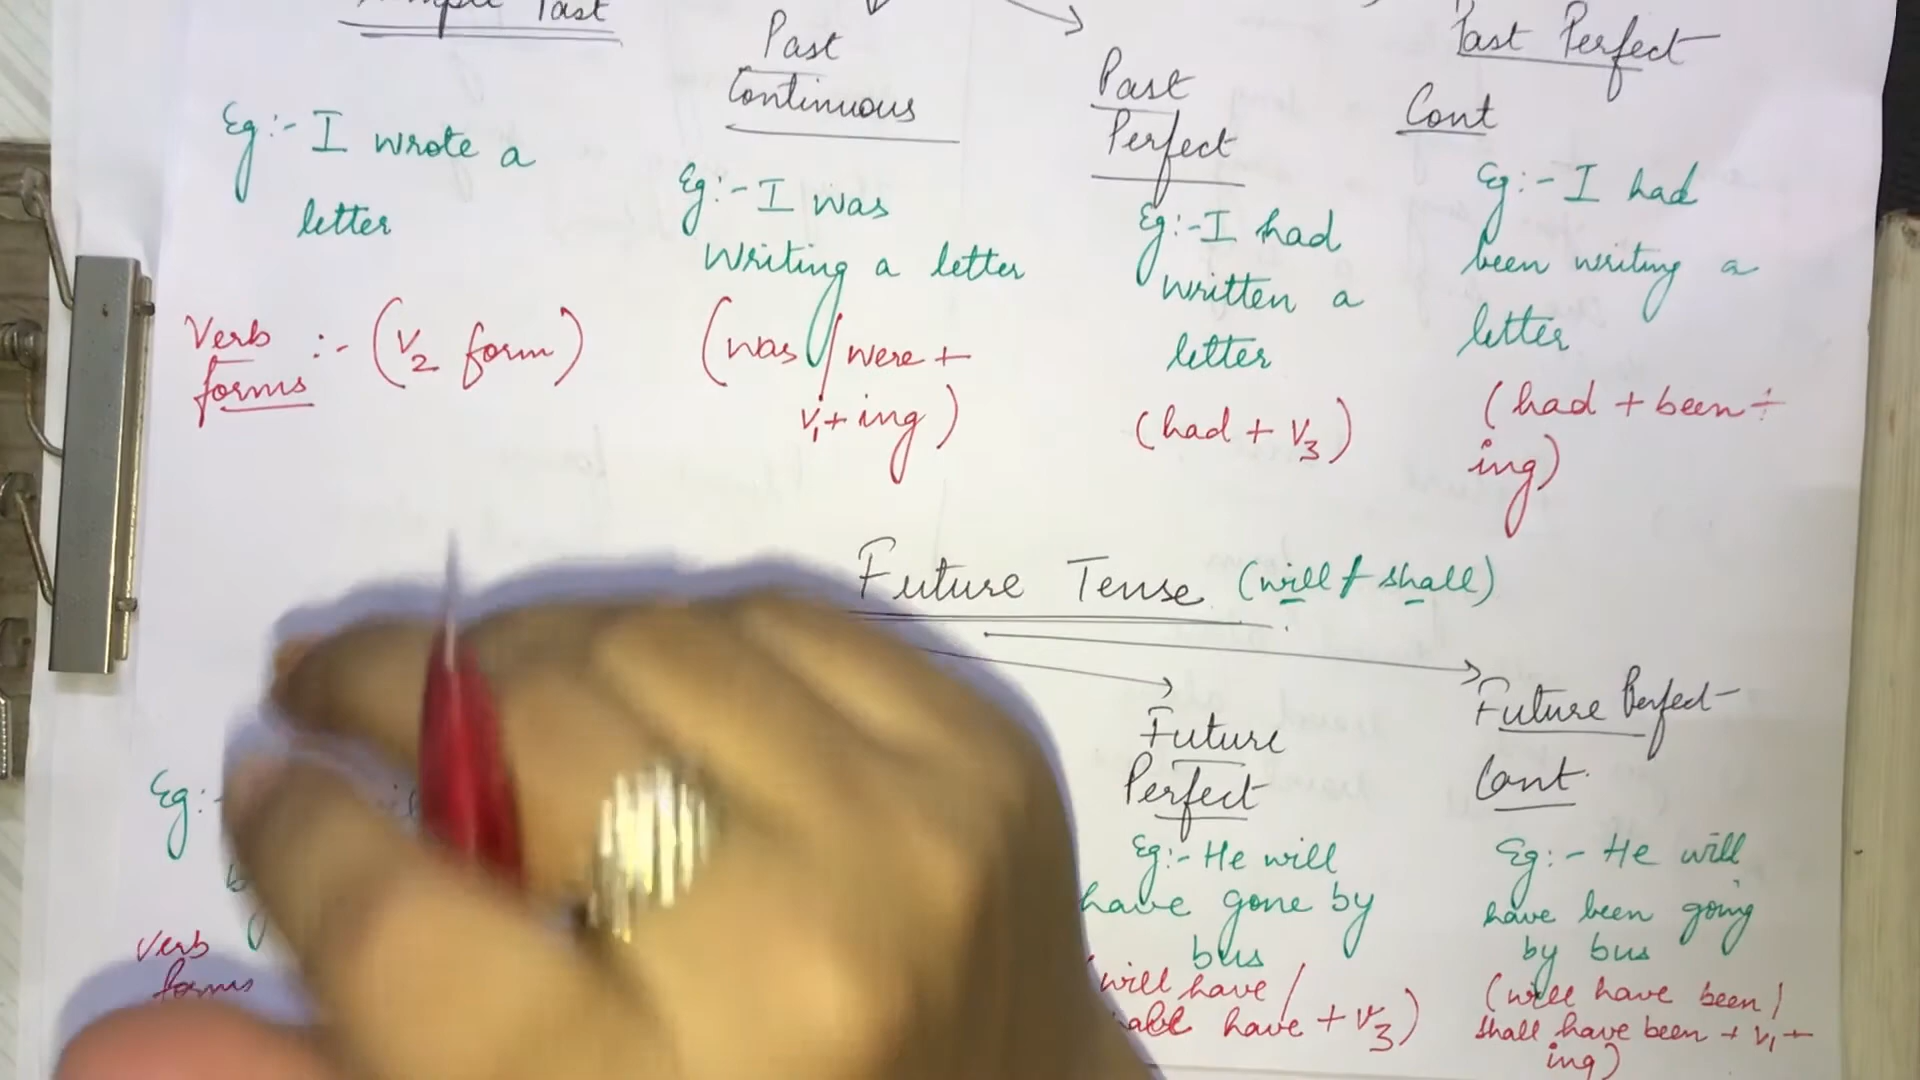 Simple Past
Past
Continuous
Past
Perfect
Past Perfect
Cont
Eg:- I wrote a
letter
Eg:- I was
writing a letter
Eg:- I had
written a
letter
Eg:- I had
been writing a
letter
Verb
forms :- (V2 form)
(was / were +
V1 + ing)
(had + V3)
(had + been +
ing)
Future Tense (will / shall)
Future
Perfect
Future Perfect
Cont.
Eg:-
Eg:- He will
have gone by
bus
Eg:- He will
have been going
by bus
Verb
forms
(will have /
have + V3)
(will have been /
shall have been + V1 +
ing)